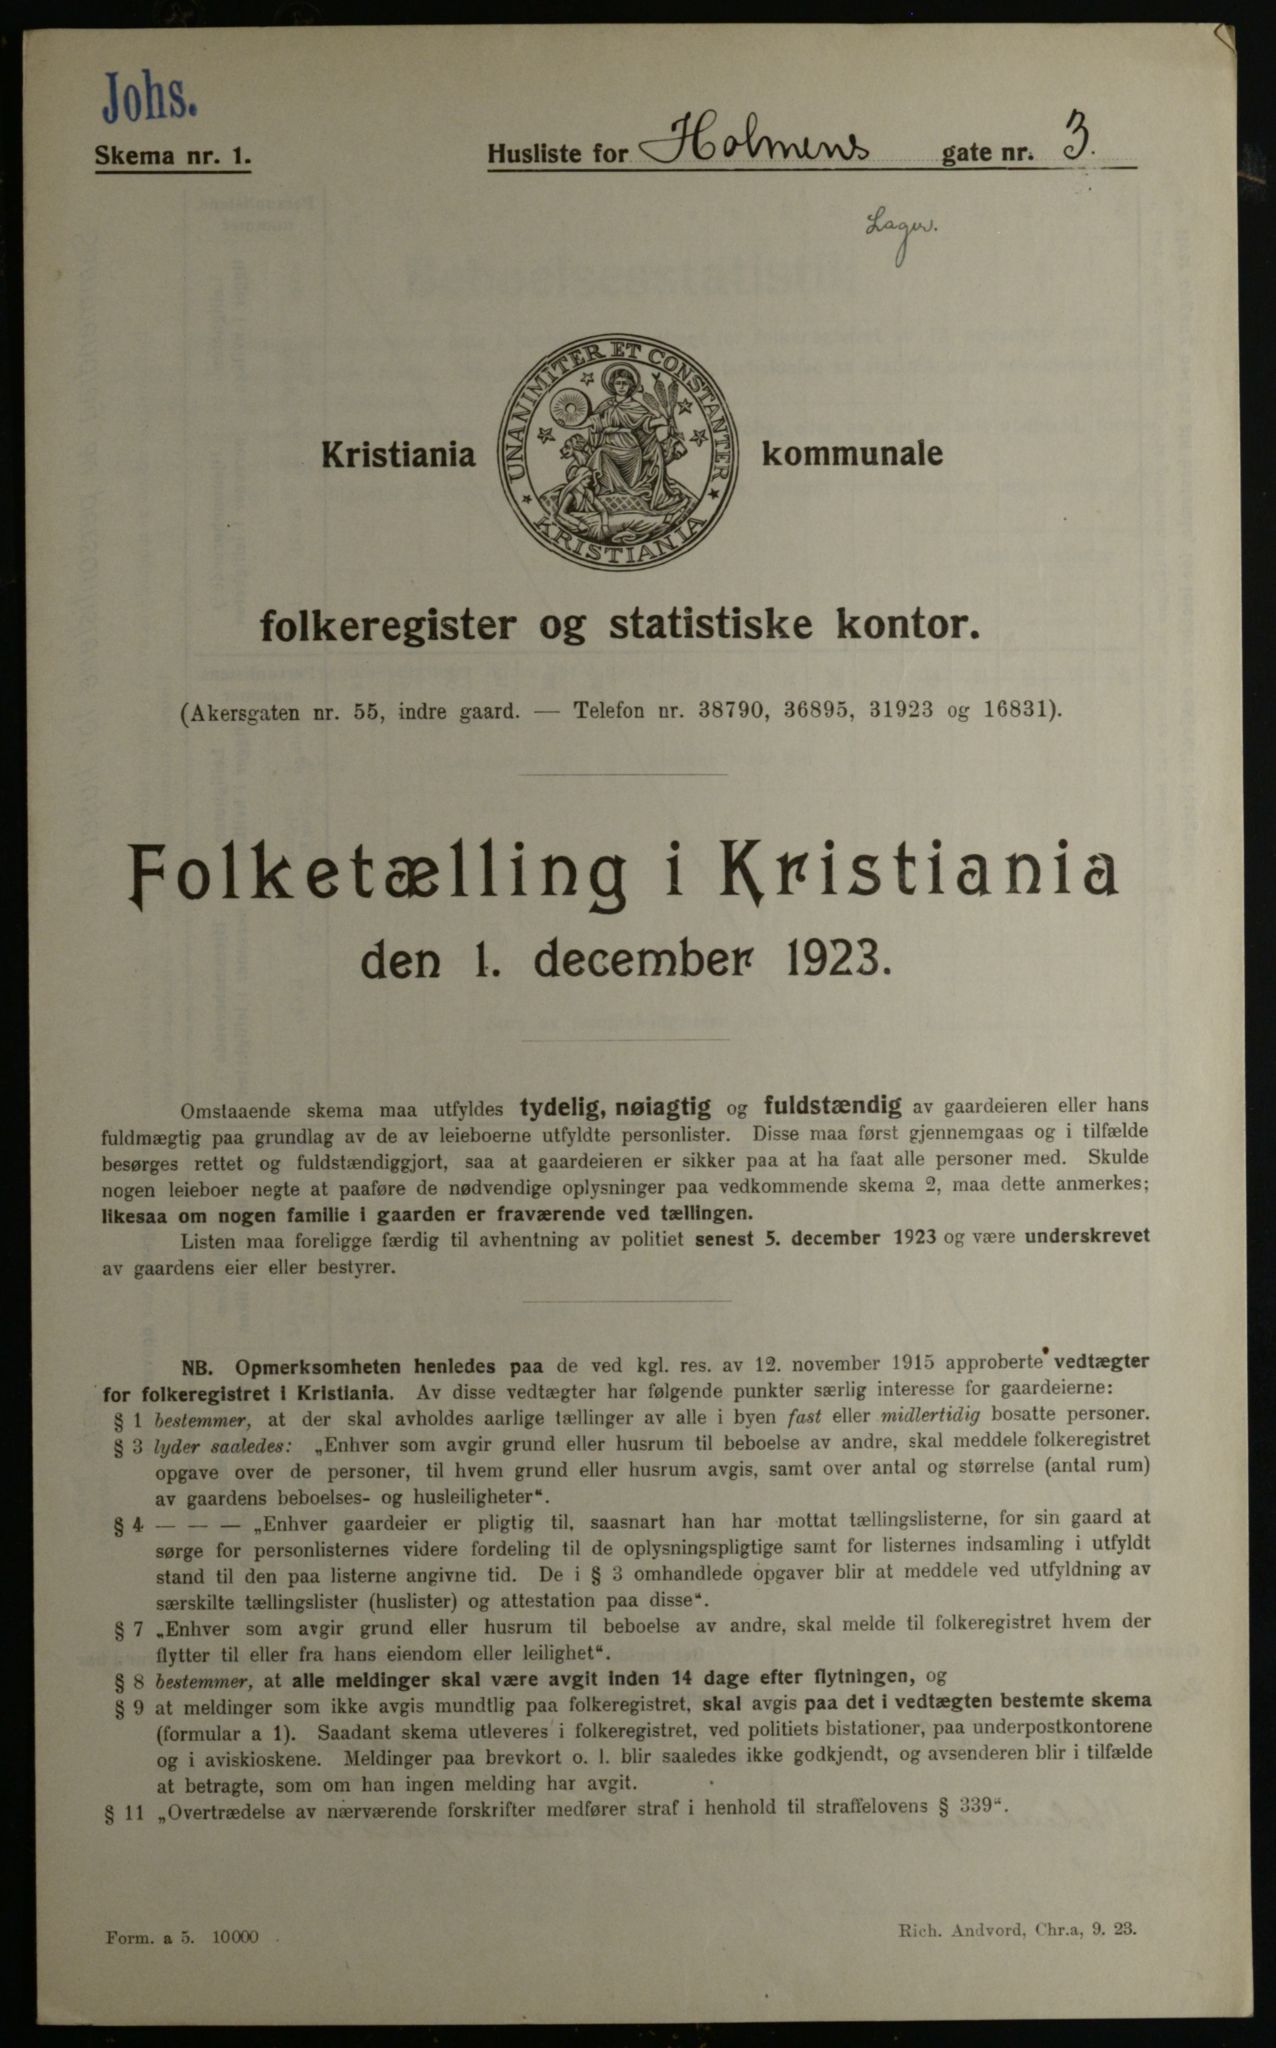 Johs.
Skema nr. 1.
Husliste for Holmens gate nr. 3.
Lager.
UNANIMITER ET CONSTANTER
KRISTIANIA
Kristiania kommunale
folkeregister og statistiske kontor.
(Akersgaten nr. 55, indre gaard. — Telefon nr. 38790, 36895, 31923 og 16831).
Folketælling i Kristiania
den 1. december 1923.
Omstaaende skema maa utfyldes tydelig, nøiagtig og fuldstændig av gaardeieren eller hans
fuldmægtig paa grundlag av de av leieboerne utfyldte personlister. Disse maa først gjennemgaas og i tilfælde
besørges rettet og fuldstændiggjort, saa at gaardeieren er sikker paa at ha faat alle personer med. Skulde
nogen leieboer negte at paaføre de nødvendige oplysninger paa vedkommende skema 2, maa dette anmerkes;
likesaa om nogen familie i gaarden er fraværende ved tællingen.
Listen maa foreligge færdig til avhentning av politiet senest 5. december 1923 og være underskrevet
av gaardens eier eller bestyrer.
NB. Opmerksomheten henledes paa de ved kgl. res. av 12. november 1915 approberte vedtægter
for folkeregistret i Kristiania. Av disse vedtægter har følgende punkter særlig interesse for gaardeierne:
§ 1 bestemmer, at der skal avholdes aarlige tællinger av alle i byen fast eller midlertidig bosatte personer.
§ 3 lyder saaledes: „Enhver som avgir grund eller husrum til beboelse av andre, skal meddele folkeregistret
opgave over de personer, til hvem grund eller husrum avgis, samt over antal og størrelse (antal rum)
av gaardens beboelses- og husleiligheter“.
§ 4 — — — „Enhver gaardeier er pligtig til, saasnart han har mottat tællingslisterne, for sin gaard at
sørge for personlisternes videre fordeling til de oplysningspligtige samt for listernes indsamling i utfyldt
stand til den paa listerne angivne tid. De i § 3 omhandlede opgaver blir at meddele ved utfyldning av
særskilte tællingslister (huslister) og attestation paa disse“.
§ 7 „Enhver som avgir grund eller husrum til beboelse av andre, skal melde til folkeregistret hvem der
flytter til eller fra hans eiendom eller leilighet“.
§ 8 bestemmer, at alle meldinger skal være avgit inden 14 dage efter flytningen, og
§ 9 at meldinger som ikke avgis mundtlig paa folkeregistret, skal avgis paa det i vedtægten bestemte skema
(formular a 1). Saadant skema utleveres i folkeregistret, ved politiets bistationer, paa underpostkontorene
og i aviskioskene. Meldinger paa brevkort o. l. blir saaledes ikke godkjendt, og avsenderen blir i tilfælde
at betragte, som om han ingen melding har avgit.
§ 11 „Overtrædelse av nærværende forskrifter medfører straf i henhold til straffelovens § 339“.
Form. a 5. 10000
Rich. Andvord, Chr.a, 9. 23.